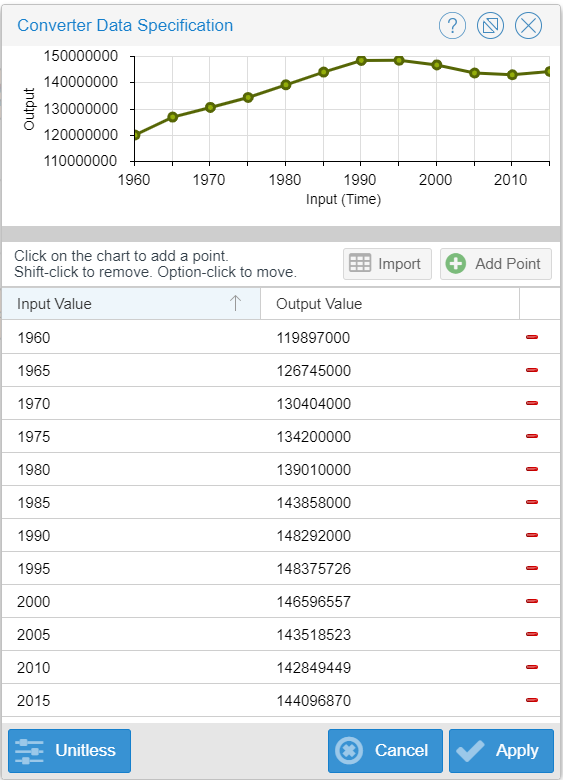 Converter Data Specification
?
150000000
140000000
130000000
120000000
110000000
Output
1960 1970 1980 1990 2000 2010
Input (Time)
Click on the chart to add a point.
Shift-click to remove. Option-click to move.
Import
Add Point
Input Value Output Value
1960 119897000
1965 126745000
1970 130404000
1975 134200000
1980 139010000
1985 143858000
1990 148292000
1995 148375726
2000 146596557
2005 143518523
2010 142849449
2015 144096870
Unitless Cancel Apply